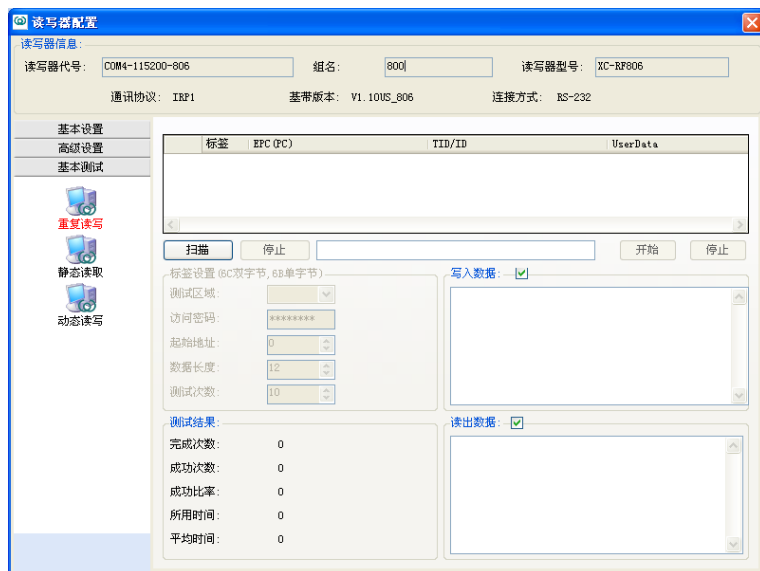 读写器配置
读写器信息:
读写器代号: COM4-115200-806 组名: 800 读写器型号: XC-RF806
通讯协议: IRP1 基带版本: V1.10US_806 连接方式: RS-232
基本设置
高级设置
基本测试
重复读写
静态读取
动态读写
标签 EPC(PC) TID/ID UserData
扫描 停止 开始 停止
标签设置(6C双字节,6B单字节)
测试区域:
访问密码: ********
起始地址: 0
数据长度: 12
测试次数: 10
写入数据:
测试结果:
完成次数: 0
成功次数: 0
成功比率: 0
所用时间: 0
平均时间: 0
读出数据: